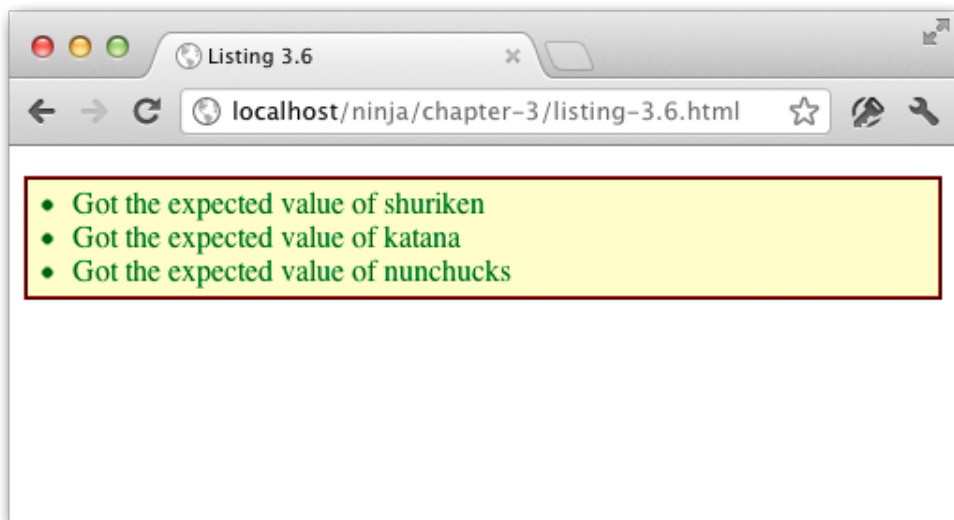 Listing 3.6
localhost/ninja/chapter-3/listing-3.6.html
Got the expected value of shuriken
Got the expected value of katana
Got the expected value of nunchucks